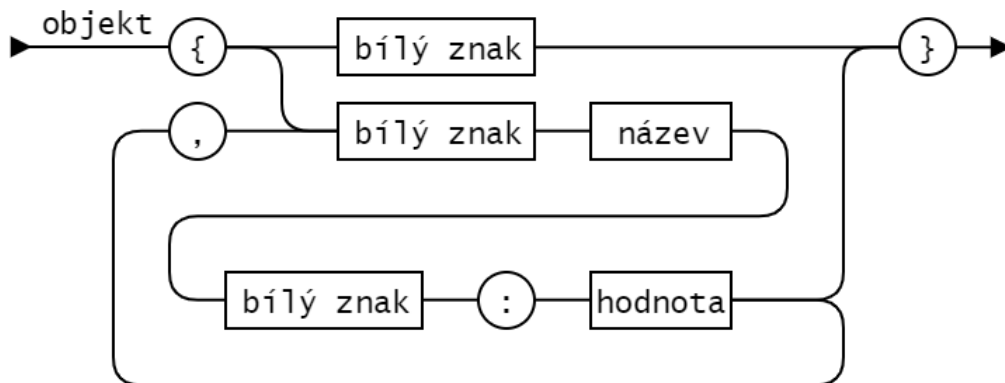 objekt
{ bílý znak }
, bílý znak název
bílý znak : hodnota